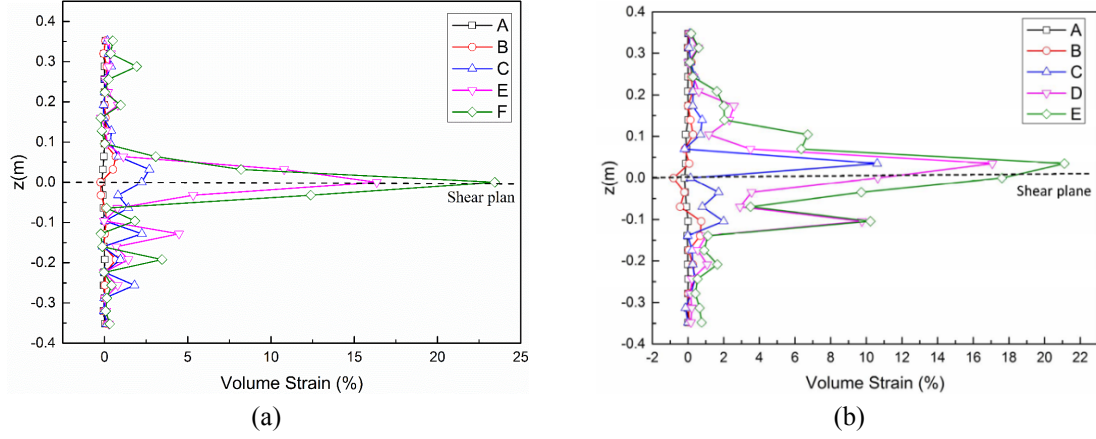 0.4
0.3
0.2
0.1
0.0
-0.1
-0.2
-0.3
-0.4
z(m)
0 5 10 15 20 25
Volume Strain (%)
A
B
C
E
F
Shear plan
(a)
0.4
0.3
0.2
0.1
0.0
-0.1
-0.2
-0.3
-0.4
z(m)
-2 0 2 4 6 8 10 12 14 16 18 20 22
Volume Strain (%)
A
B
C
D
E
Shear plane
(b)